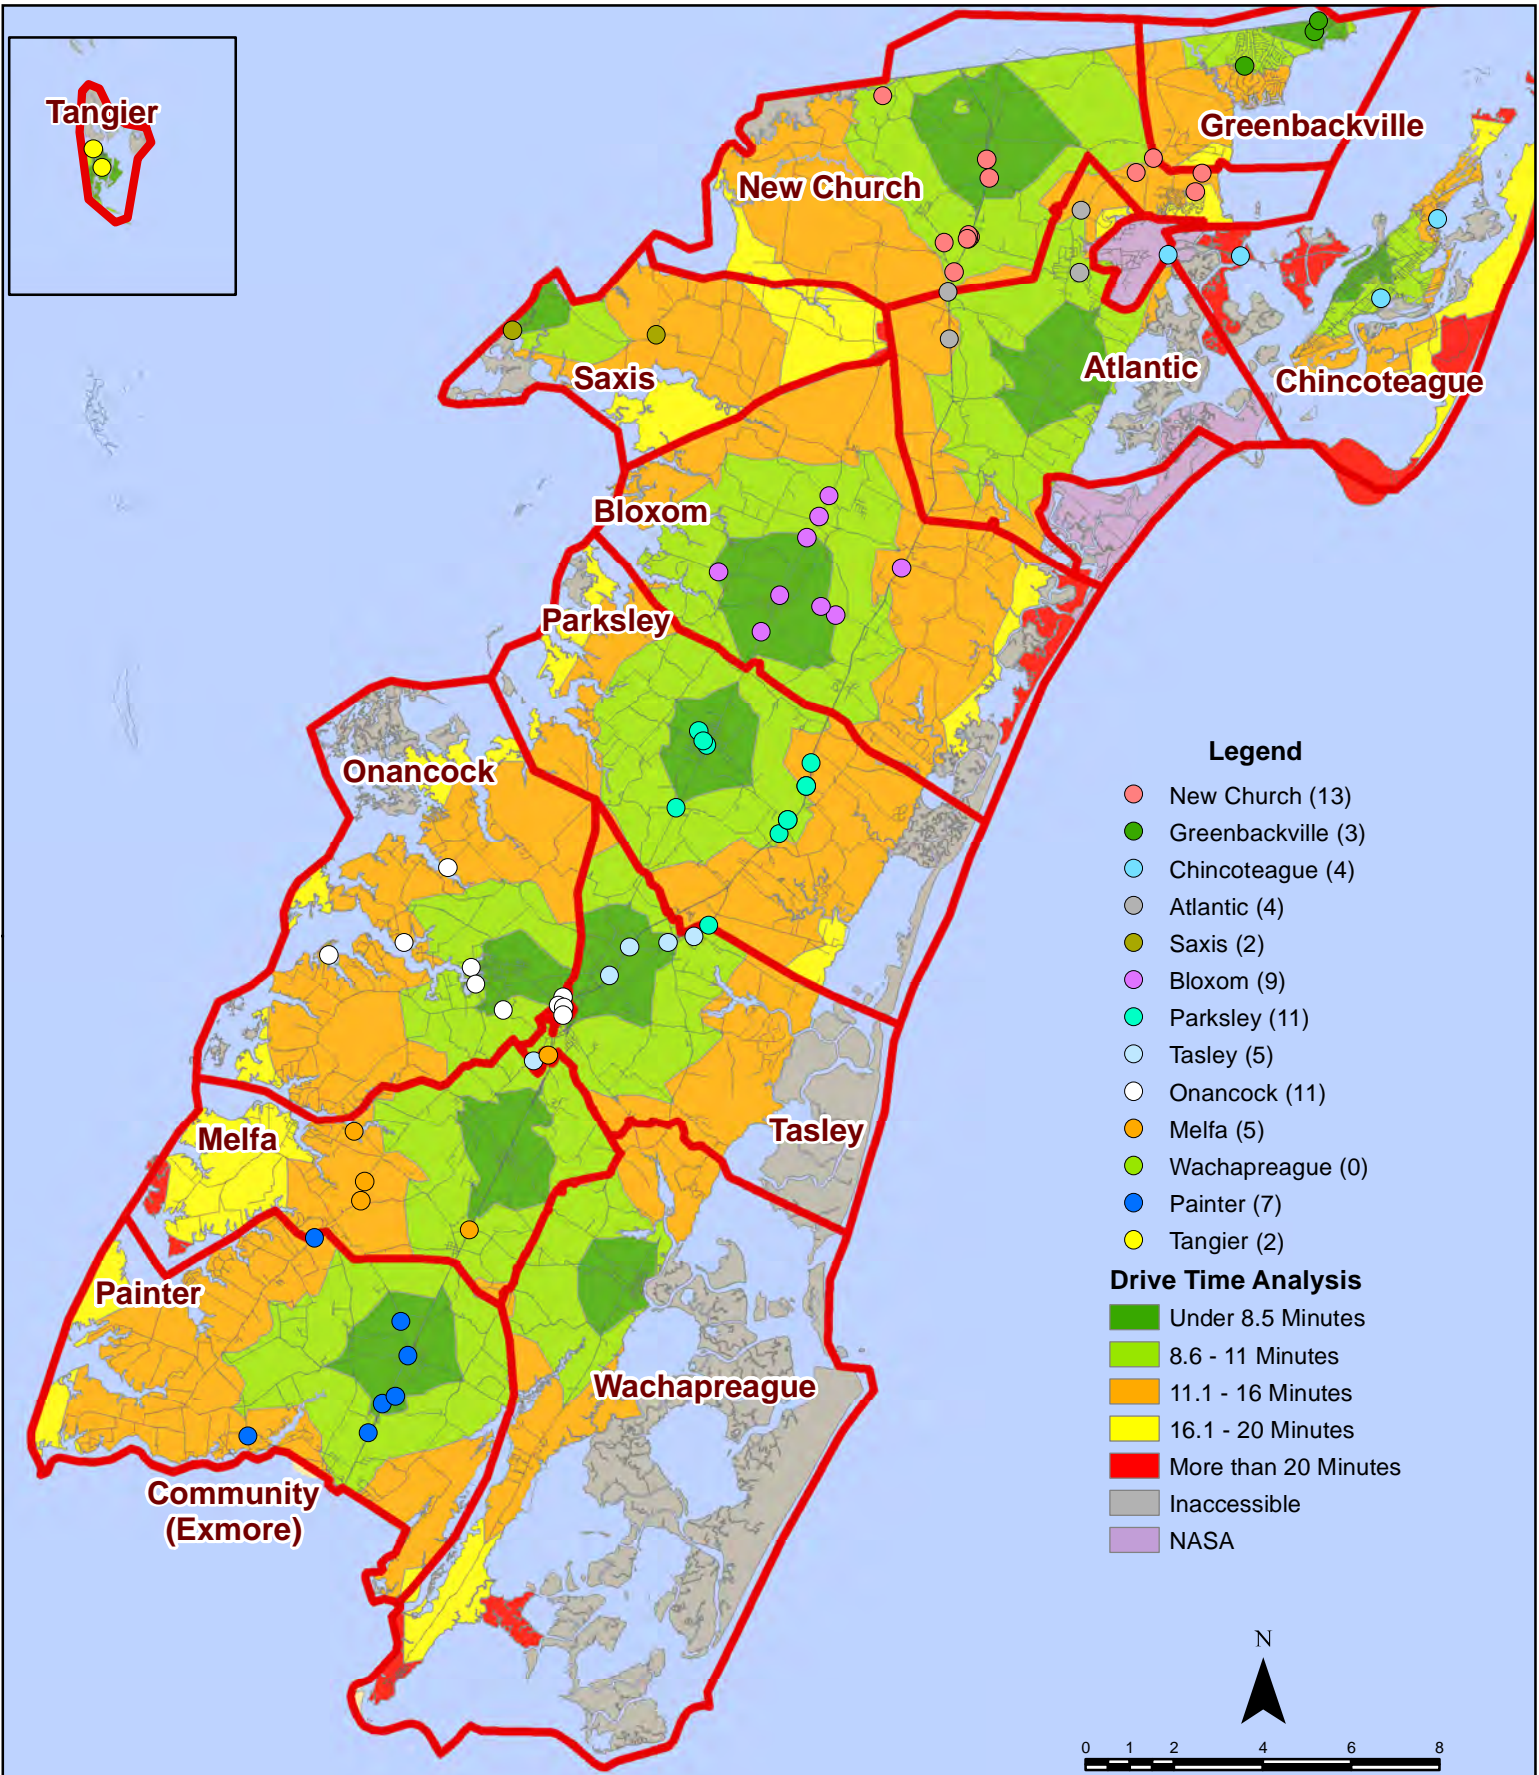 Tangier
Greenbackville
New Church
Atlantic
Chincoteague
Saxis
Bloxom
Parksley
Onancock
Melfa
Tasley
Painter
Wachapreague
Community
(Exmore)
Legend
New Church (13)
Greenbackville (3)
Chincoteague (4)
Atlantic (4)
Saxis (2)
Bloxom (9)
Parksley (11)
Tasley (5)
Onancock (11)
Melfa (5)
Wachapreague (0)
Painter (7)
Tangier (2)
Drive Time Analysis
Under 8.5 Minutes
8.6 - 11 Minutes
11.1 - 16 Minutes
16.1 - 20 Minutes
More than 20 Minutes
Inaccessible
NASA
N
0 1 2 4 6 8